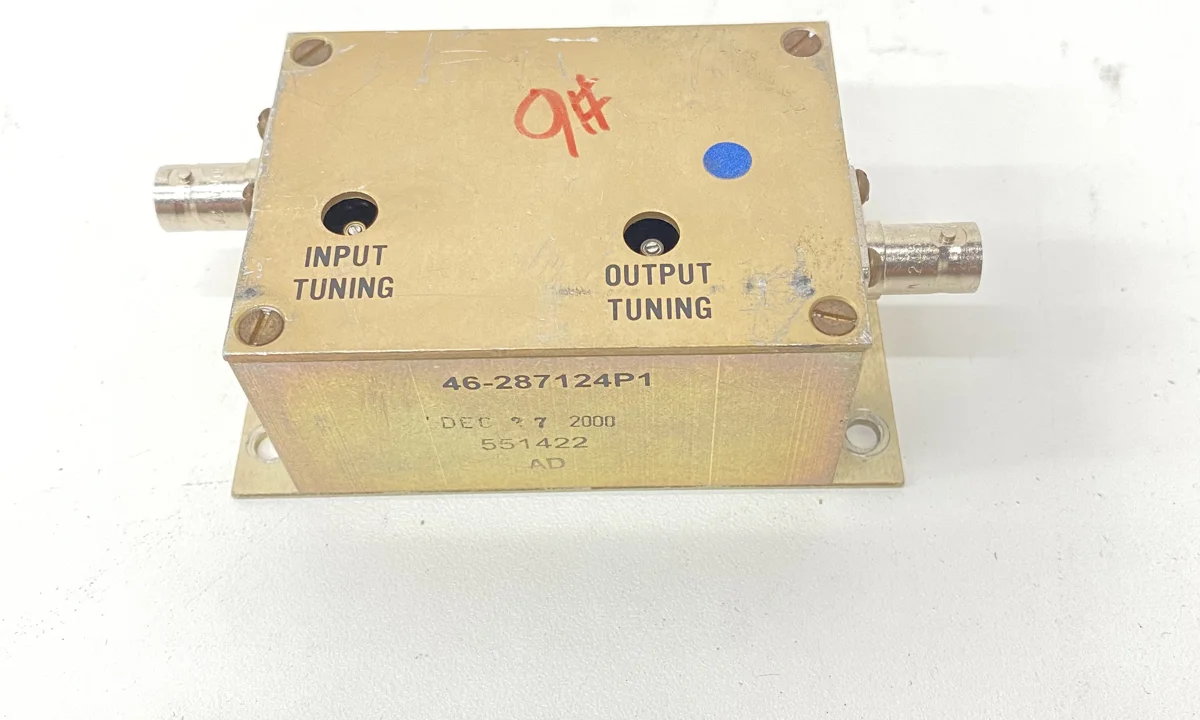 9#
INPUT
TUNING
OUTPUT
TUNING
46-287124P1
DEC 27 2000
551422
AD